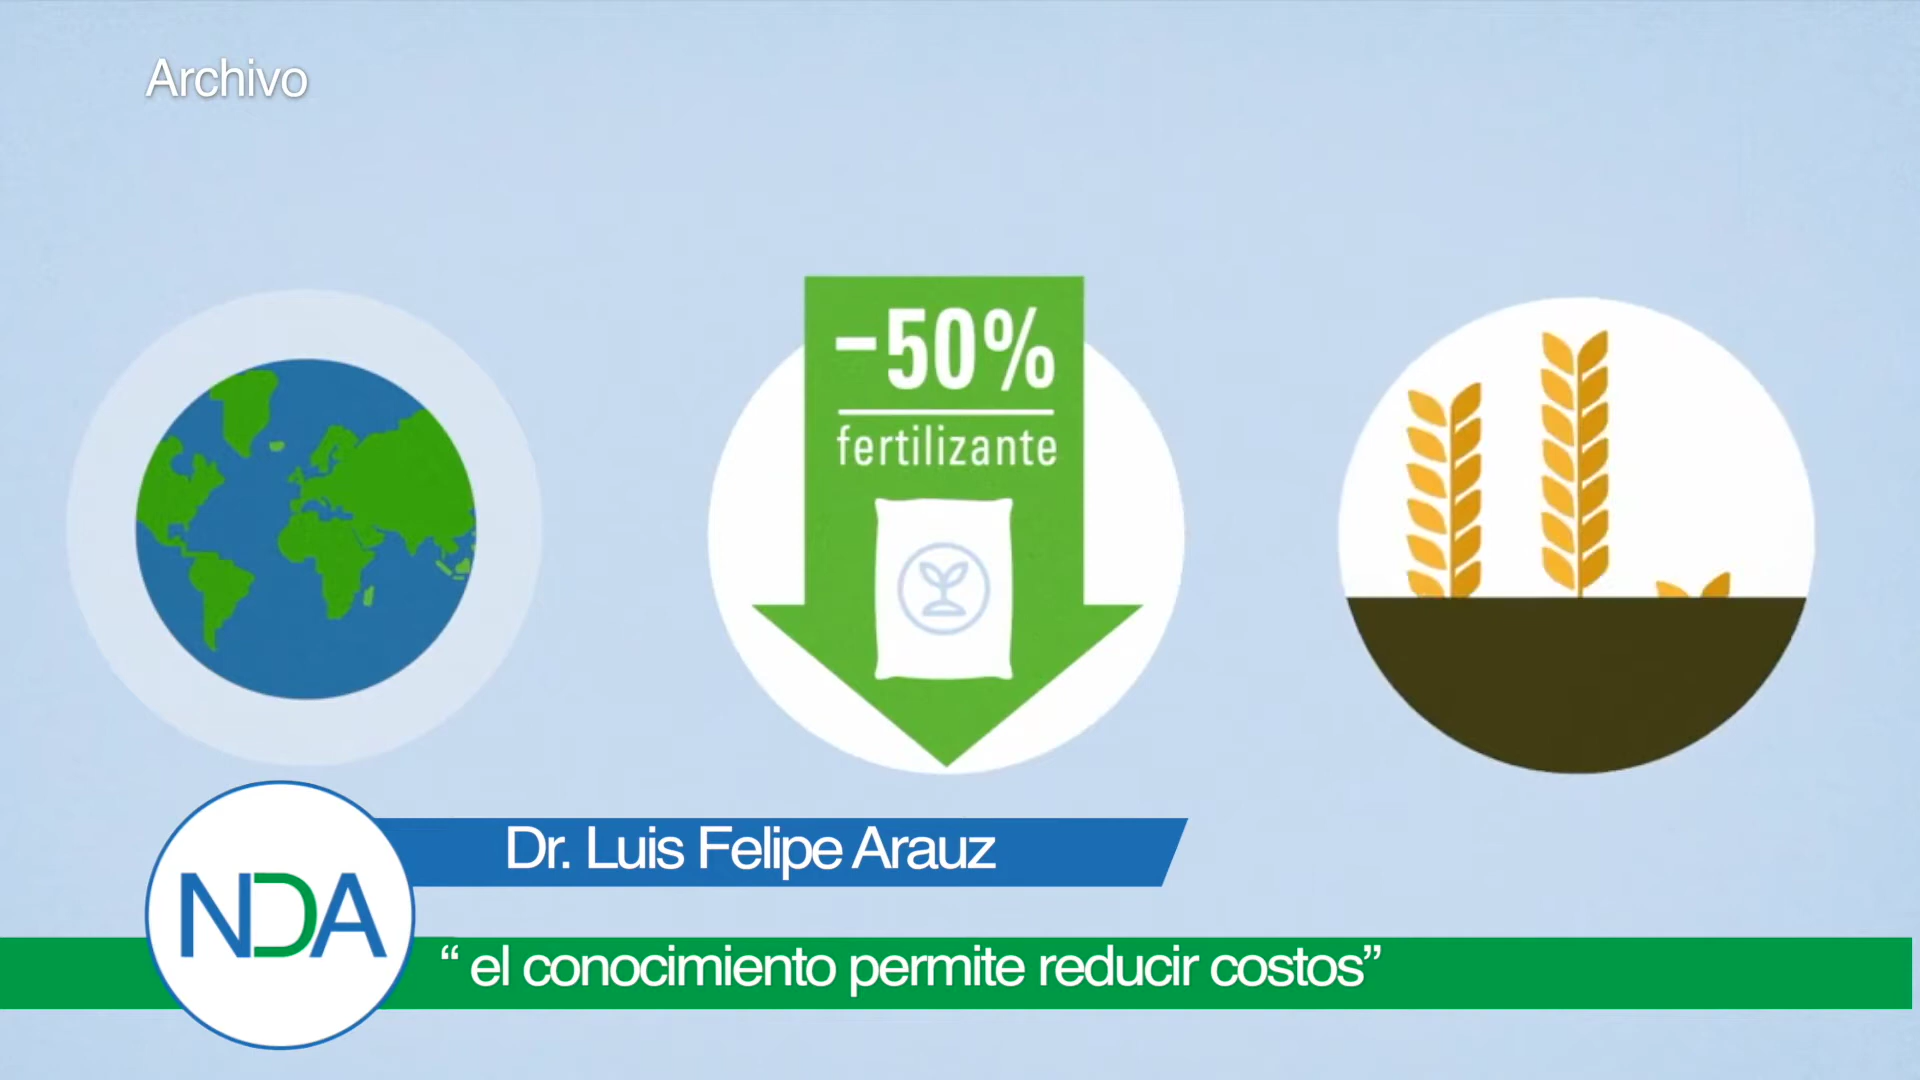 Archivo
-50%
fertilizante
Dr. Luis Felipe Arauz
NDA
“ el conocimiento permite reducir costos”